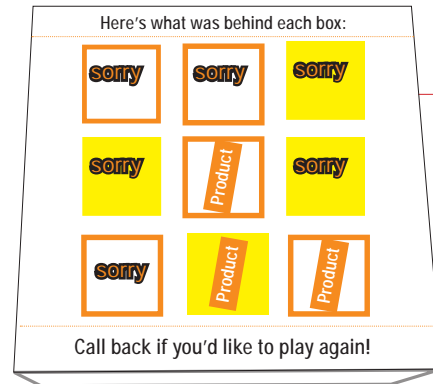 Here's what was behind each box:
sorry sorry sorry
sorry Product sorry
sorry Product Product
Call back if you'd like to play again!